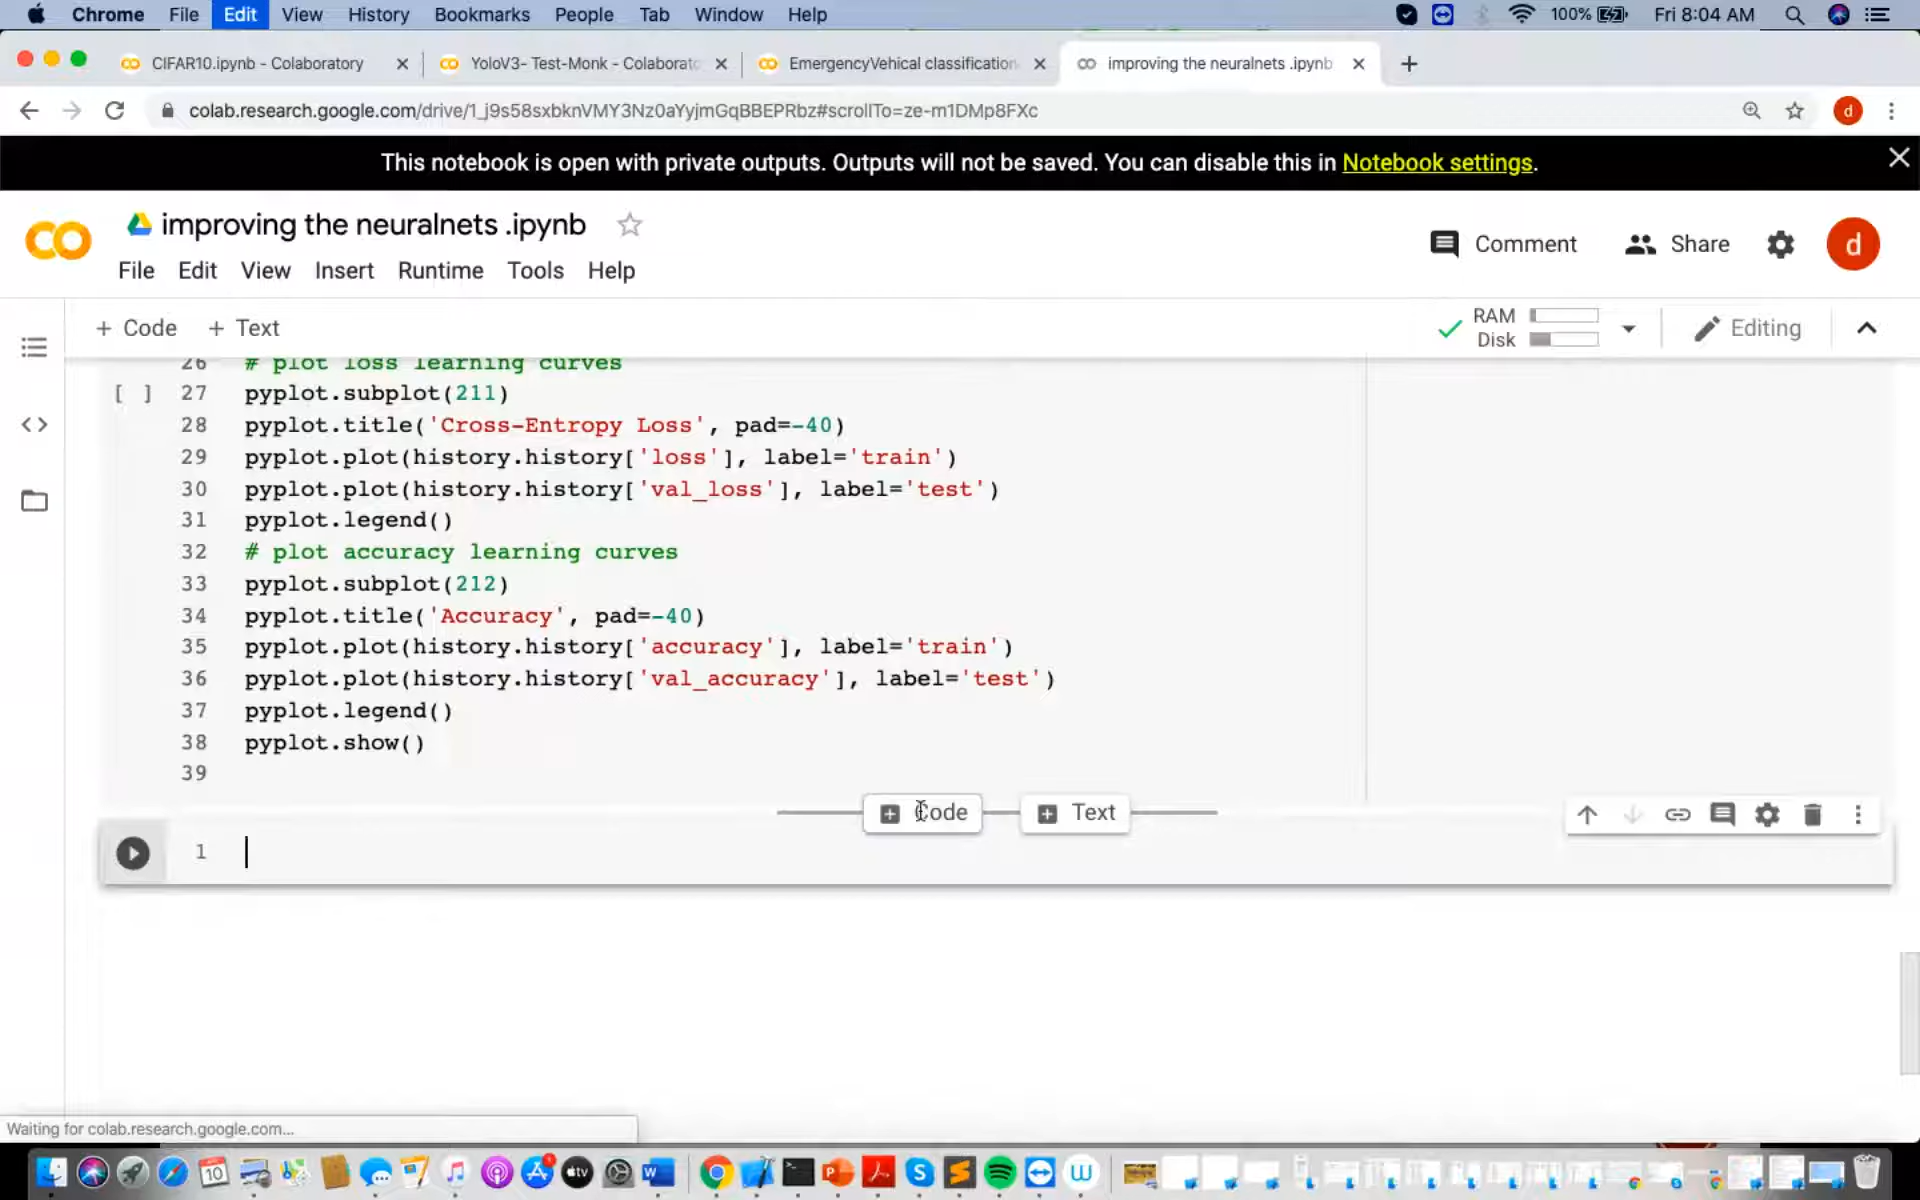 Chrome File Edit View History Bookmarks People Tab Window Help 100% Fri 8:04 AM
CIFAR10.ipynb - Colaboratory YoloV3- Test-Monk - Colaborato EmergencyVehical classification improving the neuralnets .ipynb
colab.research.google.com/drive/1_j9s58sxbknVMY3Nz0aYyjmGqBBEPRbz#scrollTo=ze-m1DMp8FXc d
This notebook is open with private outputs. Outputs will not be saved. You can disable this in Notebook settings.
improving the neuralnets .ipynb
Comment Share d
File Edit View Insert Runtime Tools Help
+ Code + Text RAM Disk Editing
26 # plot loss learning curves
[ ] 27 pyplot.subplot(211)
28 pyplot.title('Cross-Entropy Loss', pad=-40)
29 pyplot.plot(history.history['loss'], label='train')
30 pyplot.plot(history.history['val_loss'], label='test')
31 pyplot.legend()
32 # plot accuracy learning curves
33 pyplot.subplot(212)
34 pyplot.title('Accuracy', pad=-40)
35 pyplot.plot(history.history['accuracy'], label='train')
36 pyplot.plot(history.history['val_accuracy'], label='test')
37 pyplot.legend()
38 pyplot.show()
39
Code Text
1
Waiting for colab.research.google.com...